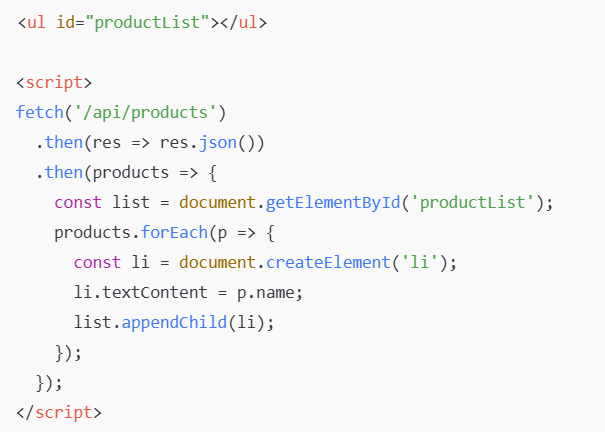 <ul id="productList"></ul>

<script>
fetch('/api/products')
  .then(res => res.json())
  .then(products => {
    const list = document.getElementById('productList');
    products.forEach(p => {
      const li = document.createElement('li');
      li.textContent = p.name;
      list.appendChild(li);
    });
  });
</script>